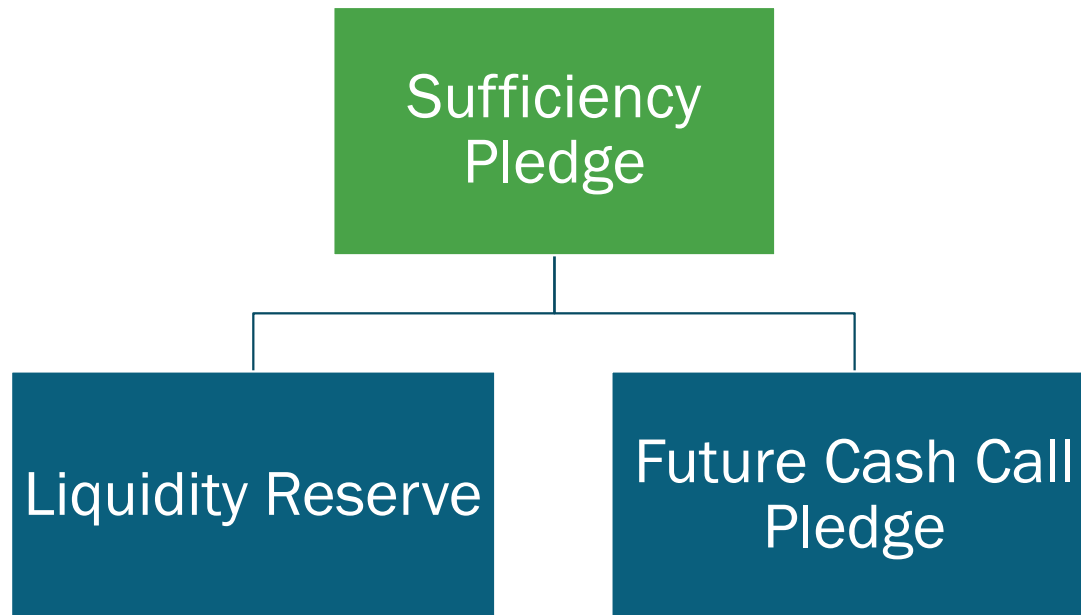 Sufficiency
Pledge
Liquidity Reserve
Future Cash Call
Pledge